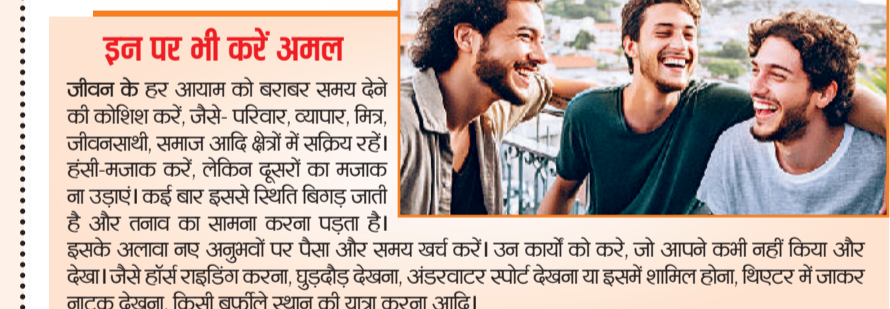 इन पर भी करें अमल
जीवन के हर आयाम को बराबर समय देने
की कोशिश करें, जैसे- परिवार, व्यापार, मित्र,
जीवनसाथी, समाज आदि क्षेत्रों में सक्रिय रहें।
हंसी-मजाक करें, लेकिन दूसरों का मजाक
ना उड़ाएं। कई बार इससे स्थिति बिगड़ जाती
है और तनाव का सामना करना पड़ता है।
इसके अलावा नए अनुभवों पर पैसा और समय खर्च करें। उन कार्यों को करे, जो आपने कभी नहीं किया और
देखा। जैसे हॉर्स राइडिंग करना, घुड़दौड़ देखना, अंडरवाटर स्पोर्ट देखना या इसमें शामिल होना, थिएटर में जाकर
नाटक देखना, किसी बर्फीले स्थान की यात्रा करना आदि।